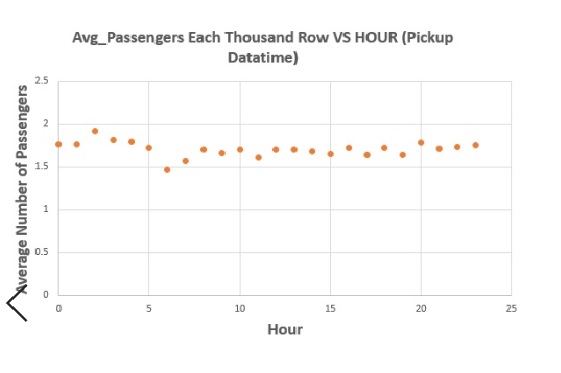 Avg_Passengers Each Thousand Row VS HOUR (Pickup
Datatime)
Average Number of Passengers
2.5
2
1.5
1
0.5
0
0 5 10 15 20 25
Hour